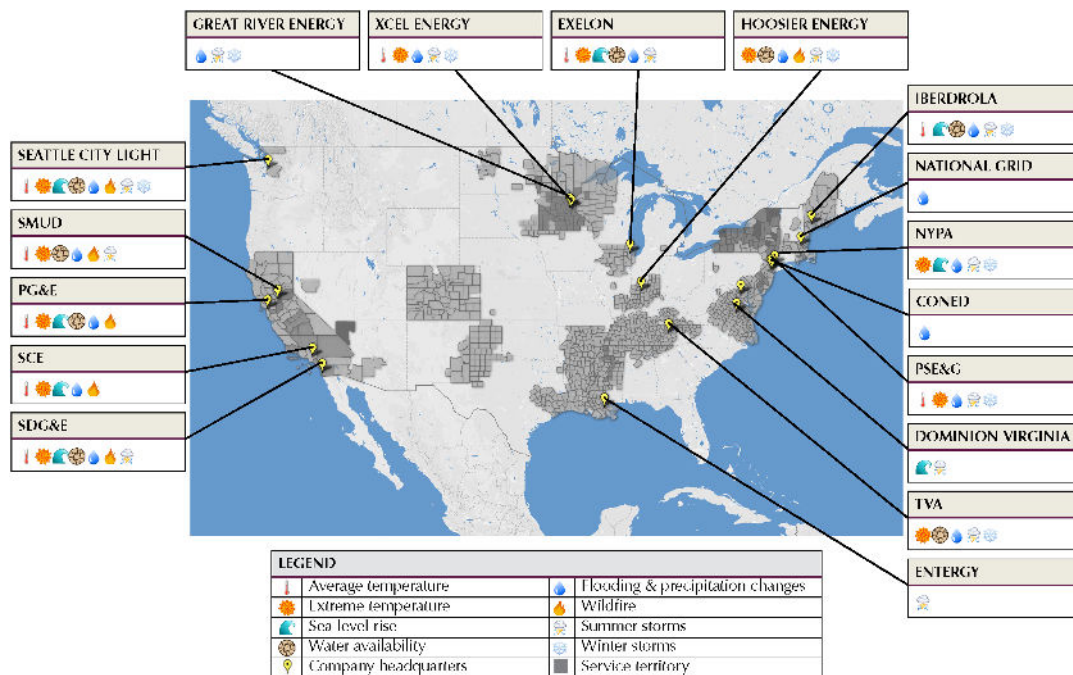 GREAT RIVER ENERGY
XCEL ENERGY
EXELON
HOOSIER ENERGY
IBERDROLA
SEATTLE CITY LIGHT
NATIONAL GRID
SMUD
NYPA
PG&E
CONED
SCE
PSE&G
SDG&E
DOMINION VIRGINIA
TVA
ENTERGY
LEGEND
Average temperature
Flooding & precipitation changes
Extreme temperature
Wildfire
Sea level rise
Summer storms
Water availability
Winter storms
Company headquarters
Service territory